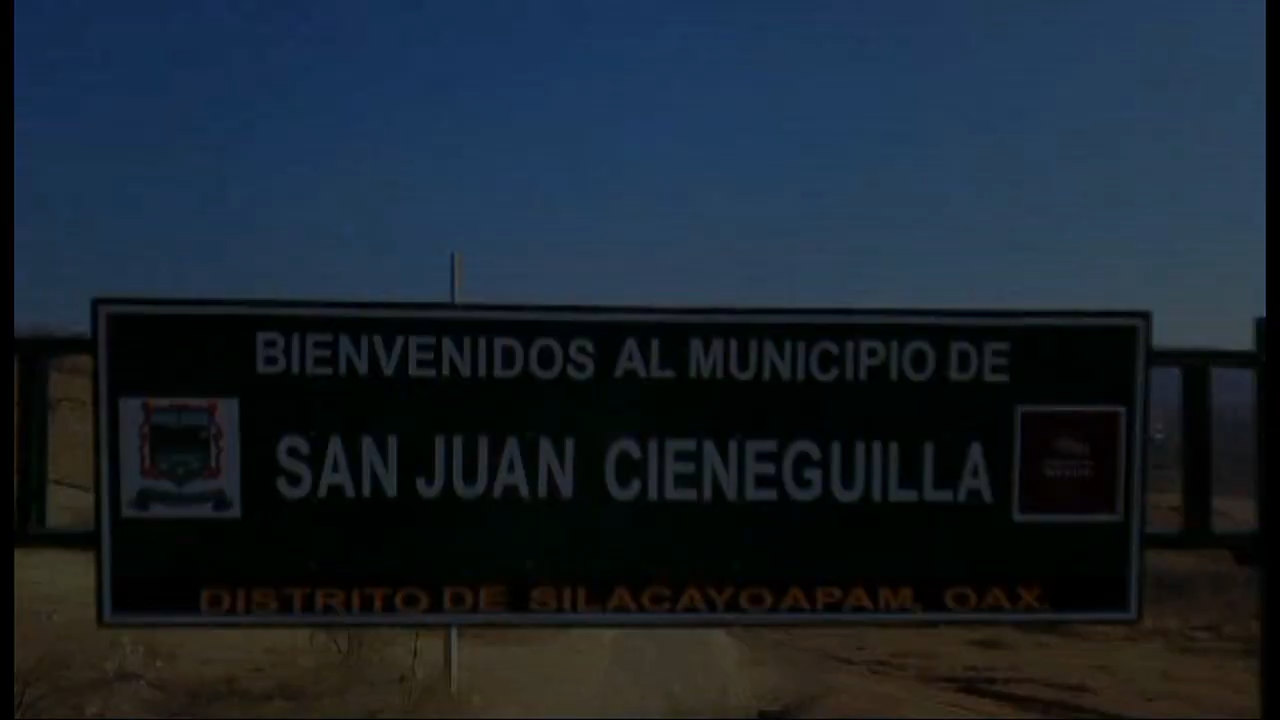 BIENVENIDOS AL MUNICIPIO DE
SAN JUAN CIENEGUILLA
DISTRITO DE SILACAYOAPAM, OAX.